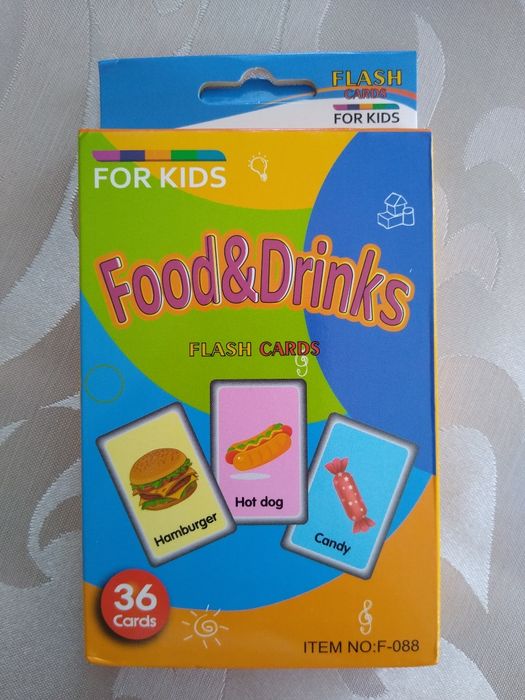 FLASH
CARDS
FOR KIDS
FOR KIDS
Food&Drinks
FLASH CARDS
Hamburger
Hot dog
Candy
36
Cards
ITEM NO:F-088